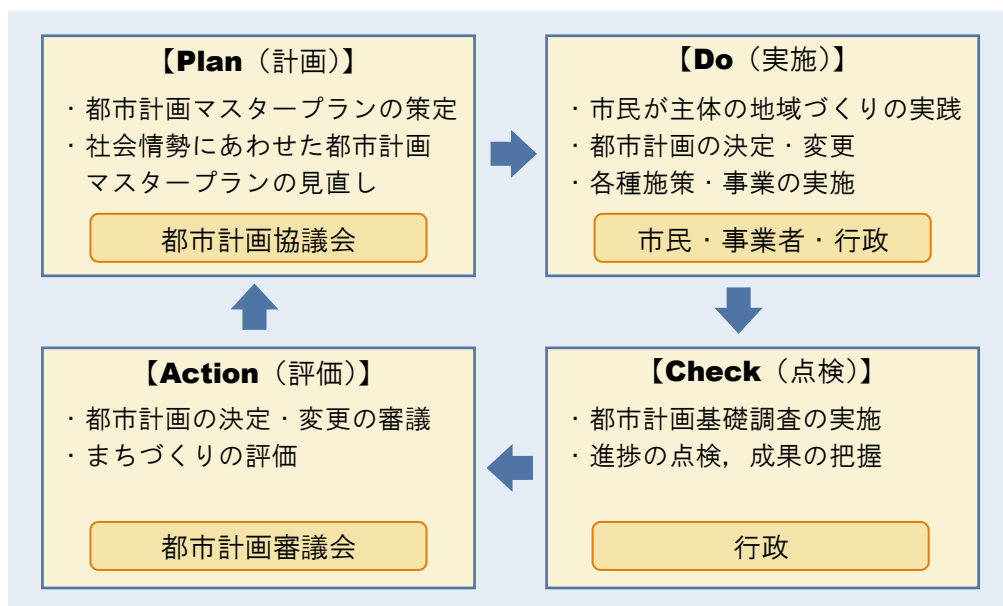 【Plan（計画）】
・都市計画マスタープランの策定
・社会情勢にあわせた都市計画
マスタープランの見直し
都市計画協議会
【Do（実施）】
・市民が主体の地域づくりの実践
・都市計画の決定・変更
・各種施策・事業の実施
市民・事業者・行政
【Action（評価）】
・都市計画の決定・変更の審議
・まちづくりの評価
都市計画審議会
【Check（点検）】
・都市計画基礎調査の実施
・進捗の点検，成果の把握
行政